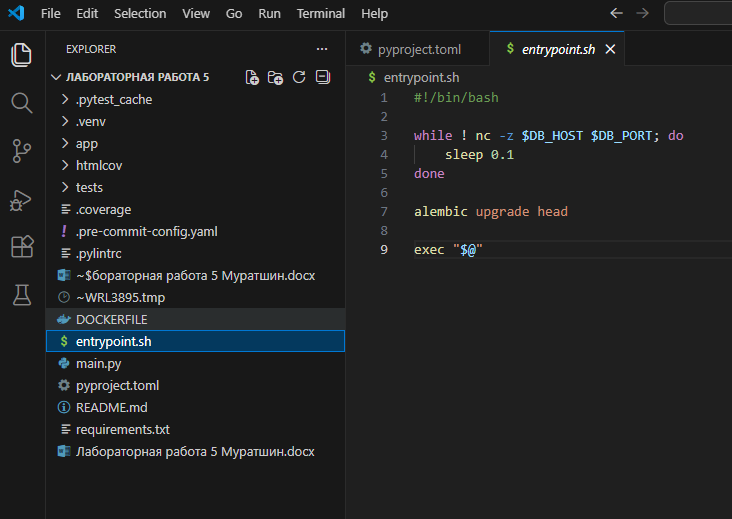 File Edit Selection View Go Run Terminal Help
EXPLORER
ЛАБОРАТОРНАЯ РАБОТА 5
.pytest_cache
.venv
app
htmlcov
tests
.coverage
.pre-commit-config.yaml
.pylintrc
~$бораторная работа 5 Муратшин.docx
~WRL3895.tmp
DOCKERFILE
entrypoint.sh
main.py
pyproject.toml
README.md
requirements.txt
Лабораторная работа 5 Муратшин.docx
pyproject.toml
entrypoint.sh
entrypoint.sh
1 #!/bin/bash
2
3 while ! nc -z $DB_HOST $DB_PORT; do
4     sleep 0.1
5 done
6
7 alembic upgrade head
8
9 exec "$@"